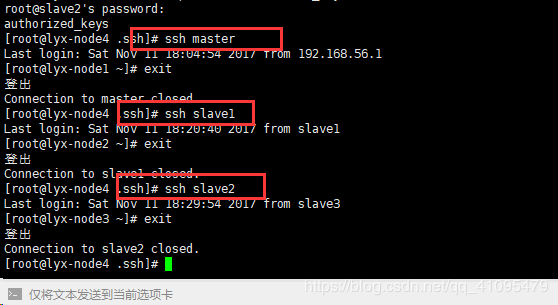 root@slave2's password:
authorized_keys
[root@lyx-node4 .ssh]# ssh master
Last login: Sat Nov 11 18:04:54 2017 from 192.168.56.1
[root@lyx-node1 ~]# exit
登出
Connection to master closed.
[root@lyx-node4 .ssh]# ssh slave1
Last login: Sat Nov 11 18:20:40 2017 from slave1
[root@lyx-node2 ~]# exit
登出
Connection to slave1 closed.
[root@lyx-node4 .ssh]# ssh slave2
Last login: Sat Nov 11 18:29:54 2017 from slave3
[root@lyx-node3 ~]# exit
登出
Connection to slave2 closed.
[root@lyx-node4 .ssh]#
仅将文本发送到当前选项卡
https://blog.csdn.net/qq_41095479